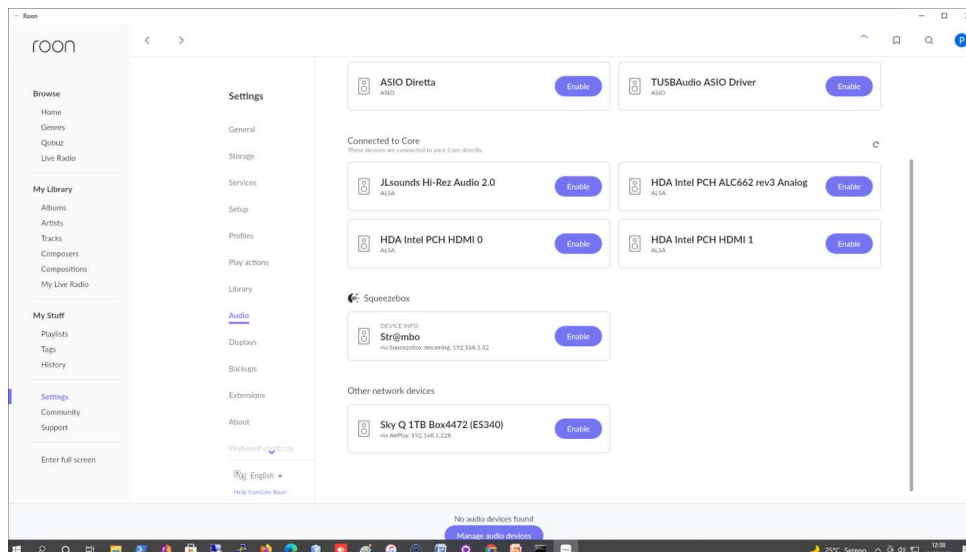 Roon
roon
P
Browse
Home
Genres
Qobuz
Live Radio
My Library
Albums
Artists
Tracks
Composers
Compositions
My Live Radio
My Stuff
Playlists
Tags
History
Settings
Community
Support
Enter full screen
Settings
General
Storage
Services
Setup
Profiles
Play actions
Library
Audio
Displays
Backups
Extensions
About
Keyboard shortcuts
English
Help translate Roon
ASIO Diretta
ASIO
Enable
TUSBAudio ASIO Driver
ASIO
Enable
Connected to Core
These devices are connected to your Core directly.
JLsounds Hi-Rez Audio 2.0
ALSA
Enable
HDA Intel PCH ALC662 rev3 Analog
ALSA
Enable
HDA Intel PCH HDMI 0
ALSA
Enable
HDA Intel PCH HDMI 1
ALSA
Enable
Squeezebox
DEVICE INFO
Str@mbo
via Squeezebox streaming, 192.168.1.32
Enable
Other network devices
Sky Q 1TB Box4472 (ES340)
via AirPlay, 192.168.1.228
Enable
No audio devices found
Manage audio devices
25°C Sereno
12:38